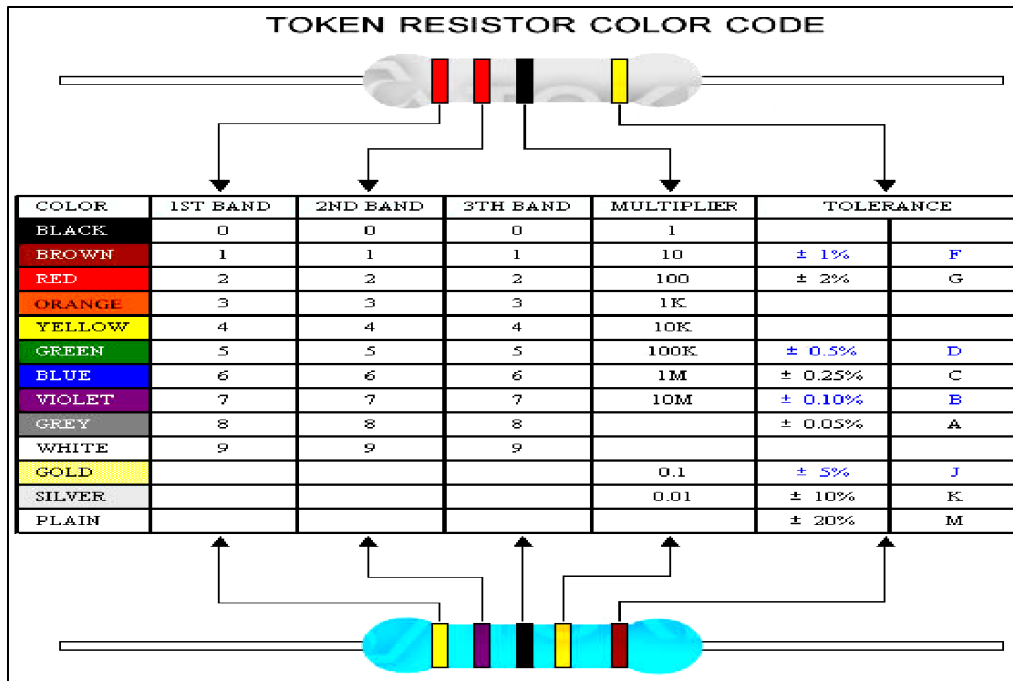 TOKEN RESISTOR COLOR CODE
COLOR 1ST BAND 2ND BAND 3TH BAND MULTIPLIER TOLERANCE
BLACK 0 0 0 1
BROWN 1 1 1 10 ± 1% F
RED 2 2 2 100 ± 2% G
ORANGE 3 3 3 1K
YELLOW 4 4 4 10K
GREEN 5 5 5 100K ± 0.5% D
BLUE 6 6 6 1M ± 0.25% C
VIOLET 7 7 7 10M ± 0.10% B
GREY 8 8 8 ± 0.05% A
WHITE 9 9 9
GOLD 0.1 ± 5% J
SILVER 0.01 ± 10% K
PLAIN ± 20% M